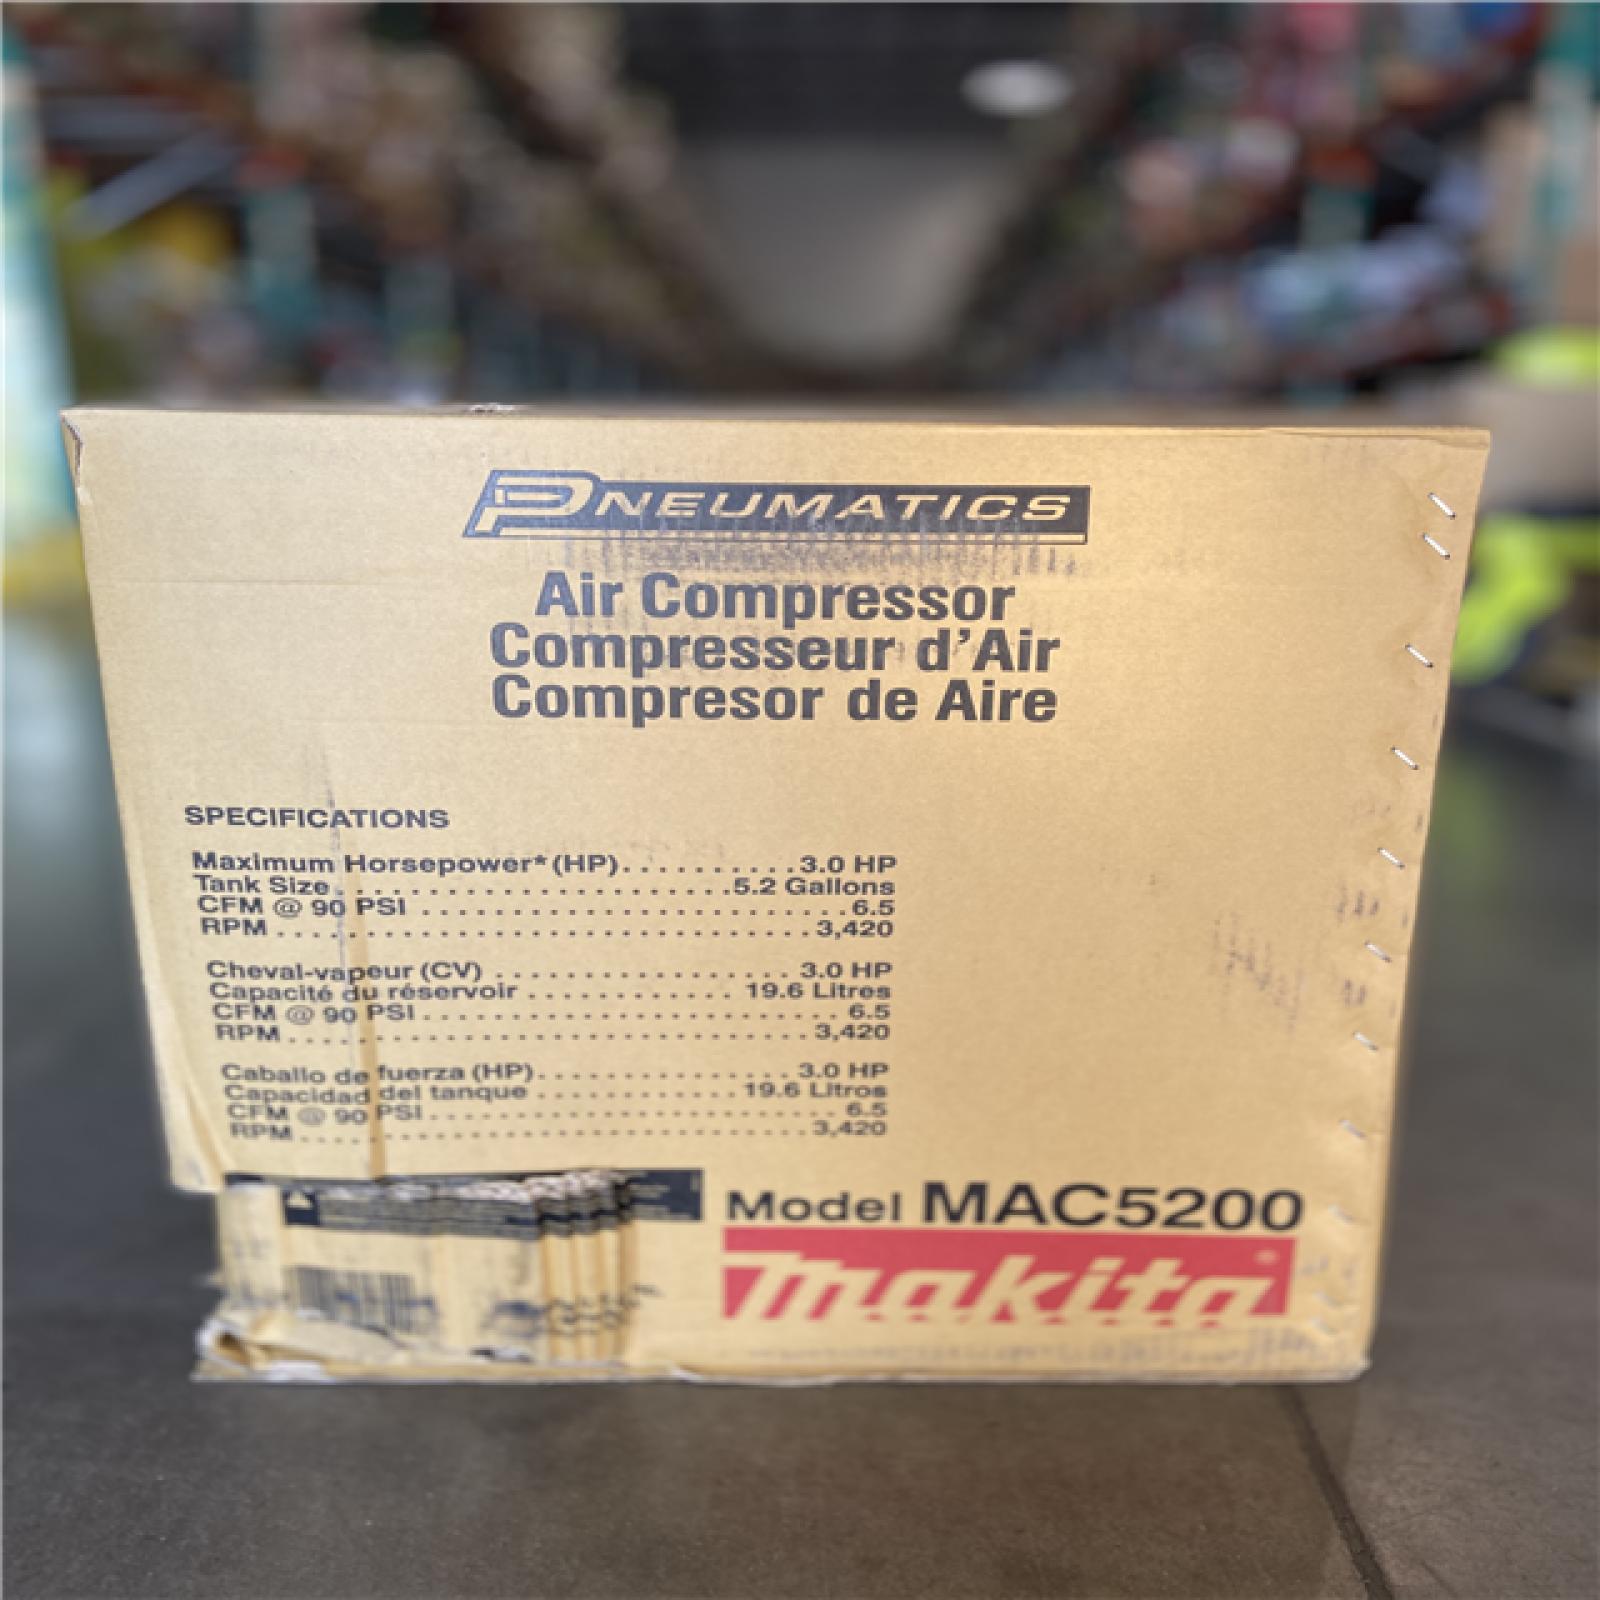 PNEUMATICS
Air Compressor
Compresseur d'Air
Compresor de Aire
SPECIFICATIONS
Maximum Horsepower* (HP)..........3.0 HP
Tank Size....................5.2 Gallons
CFM @ 90 PSI ....................6.5
RPM............................3,420
Cheval-vapeur (CV) .................3.0 HP
Capacité du réservoir ............19.6 Litres
CFM @ 90 PSI....................6.5
RPM............................3,420
Caballo de fuerza (HP)...............3.0 HP
Capacidad del tanque ............19.6 Litros
CFM @ 90 PSI....................6.5
RPM............................3,420
Model MAC5200
makita®